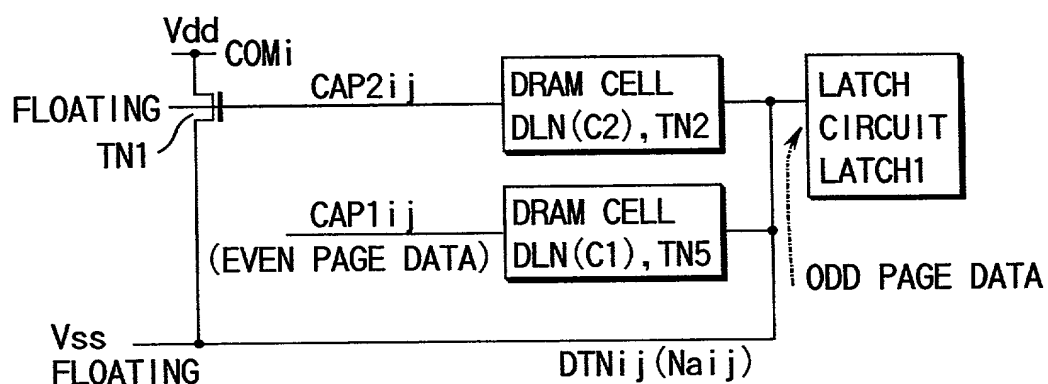 Vdd
COMi
FLOATING
TN1
CAP2ij
DRAM CELL
DLN(C2),TN2
LATCH
CIRCUIT
LATCH1
CAP1ij
(EVEN PAGE DATA)
DRAM CELL
DLN(C1),TN5
ODD PAGE DATA
Vss
FLOATING
DTNij(Naij)